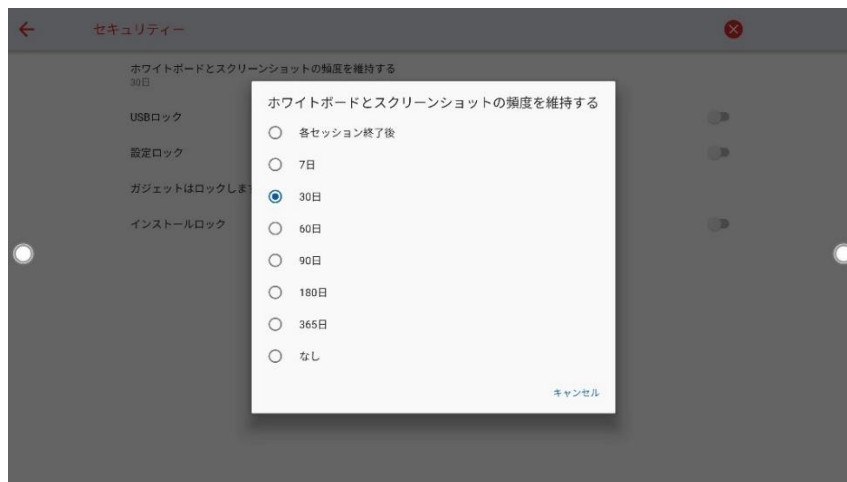 セキュリティー
ホワイトボードとスクリーンショットの頻度を維持する
30日
USBロック
設定ロック
ガジェットはロックしま
インストールロック
ホワイトボードとスクリーンショットの頻度を維持する
各セッション終了後
7日
30日
60日
90日
180日
365日
なし
キャンセル